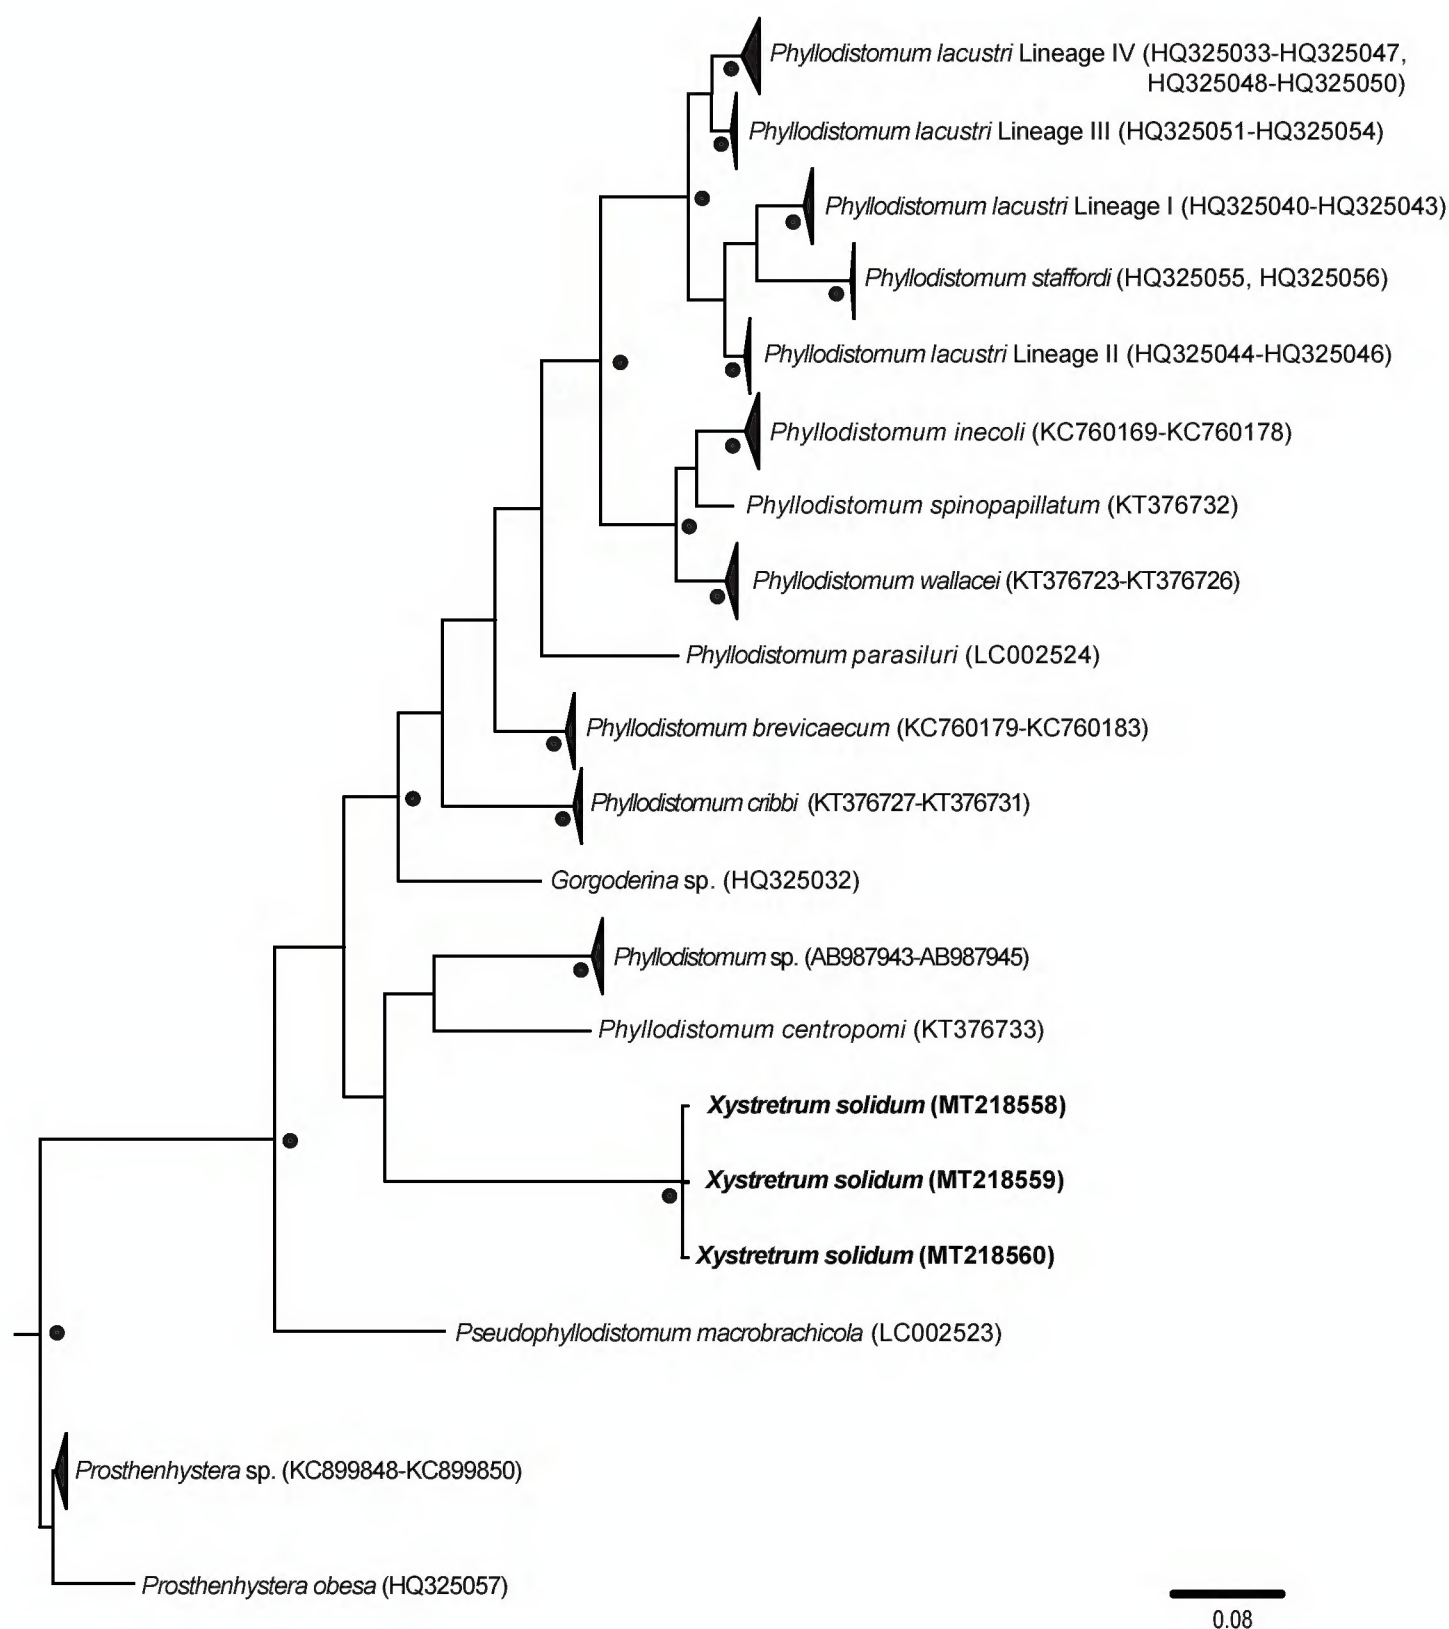 Phyllodistomum lacustri Lineage IV (HQ325033-HQ325047,
HQ325048-HQ325050)
Phyllodistomum lacustri Lineage III (HQ325051-HQ325054)
Phyllodistomum lacustri Lineage I (HQ325040-HQ325043)
Phyllodistomum staffordi (HQ325055, HQ325056)
Phyllodistomum lacustri Lineage II (HQ325044-HQ325046)
Phyllodistomum inecoli (KC760169-KC760178)
Phyllodistomum spinopapillatum (KT376732)
Phyllodistomum wallacei (KT376723-KT376726)
Phyllodistomum parasiluri (LC002524)
Phyllodistomum brevicaecum (KC760179-KC760183)
Phyllodistomum cribbi (KT376727-KT376731)
Gorgoderina sp. (HQ325032)
Phyllodistomum sp. (AB987943-AB987945)
Phyllodistomum centropomi (KT376733)
Xystretrum solidum (MT218558)
Xystretrum solidum (MT218559)
Xystretrum solidum (MT218560)
Pseudophyllodistomum macrobrachicola (LC002523)
Prosthenhystera sp. (KC899848-KC899850)
Prosthenhystera obesa (HQ325057)
0.08